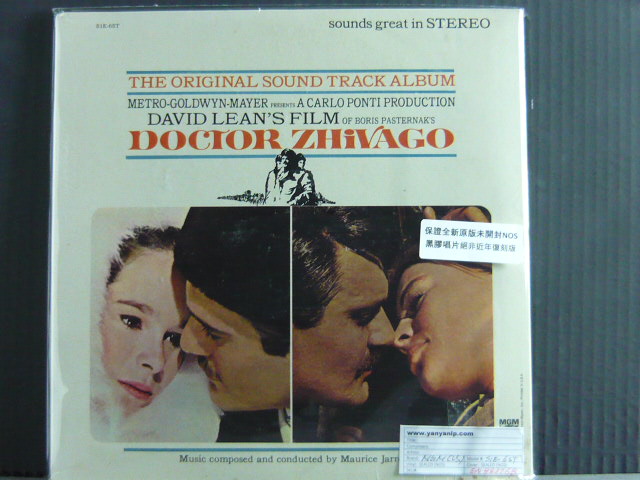 S1E-6ST
sounds great in STEREO
THE ORIGINAL SOUND TRACK ALBUM
METRO-GOLDWYN-MAYER PRESENTS A CARLO PONTI PRODUCTION
DAVID LEAN'S FILM OF BORIS PASTERNAK'S
DOCTOR ZHiVAGO
保證全新原版未開封NOS
黑膠唱片絕非近年復刻版
MGM
www.yanyanlp.com
Music composed and conducted by Maurice Jarr